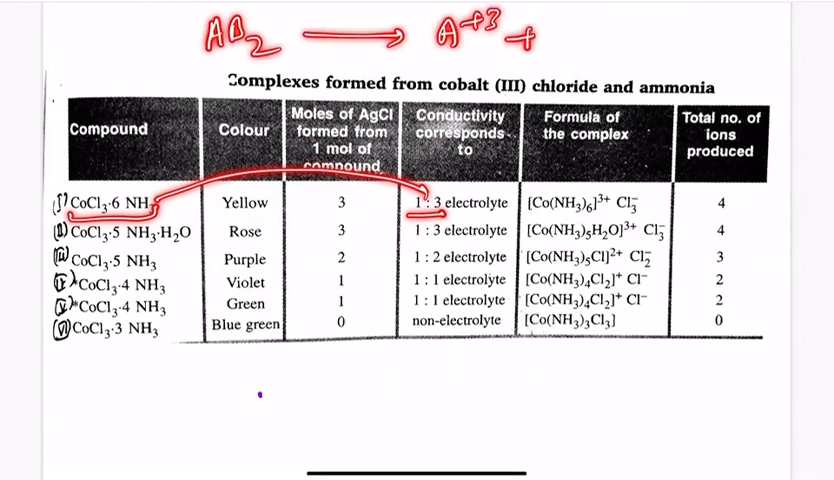 AB2 → A+3 +
Complexes formed from cobalt (III) chloride and ammonia
Compound | Colour | Moles of AgCl formed from 1 mol of compound | Conductivity corresponds to | Formula of the complex | Total no. of ions produced
(I) CoCl3·6 NH3 | Yellow | 3 | 1 : 3 electrolyte | [Co(NH3)6]3+ Cl3− | 4
(II) CoCl3·5 NH3·H2O | Rose | 3 | 1 : 3 electrolyte | [Co(NH3)5H2O]3+ Cl3− | 4
(III) CoCl3·5 NH3 | Purple | 2 | 1 : 2 electrolyte | [Co(NH3)5Cl]2+ Cl2− | 3
CoCl3·4 NH3 | Violet | 1 | 1 : 1 electrolyte | [Co(NH3)4Cl2]+ Cl− | 2
(V) *CoCl3·4 NH3 | Green | 1 | 1 : 1 electrolyte | [Co(NH3)4Cl2]+ Cl− | 2
(VI) CoCl3·3 NH3 | Blue green | 0 | non-electrolyte | [Co(NH3)3Cl3] | 0